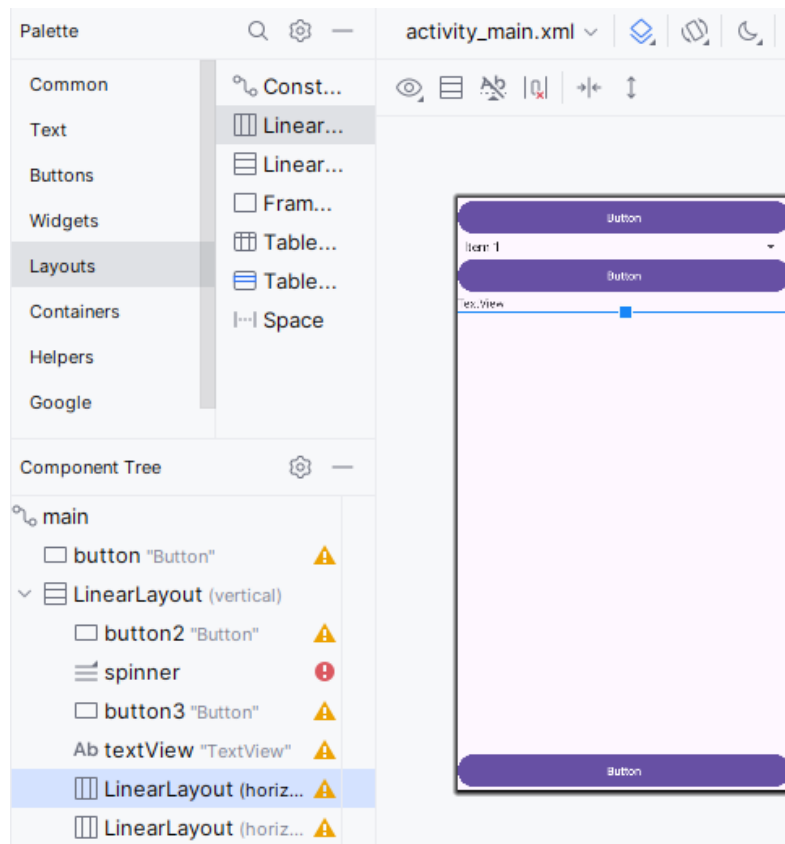 Palette
activity_main.xml
Common
Text
Buttons
Widgets
Layouts
Containers
Helpers
Google
Const...
Linear...
Linear...
Fram...
Table...
Table...
Space
Button
Item 1
Button
TextView
Button
Component Tree
main
button "Button"
LinearLayout (vertical)
button2 "Button"
spinner
button3 "Button"
Ab textView "TextView"
LinearLayout (horiz...
LinearLayout (horiz...